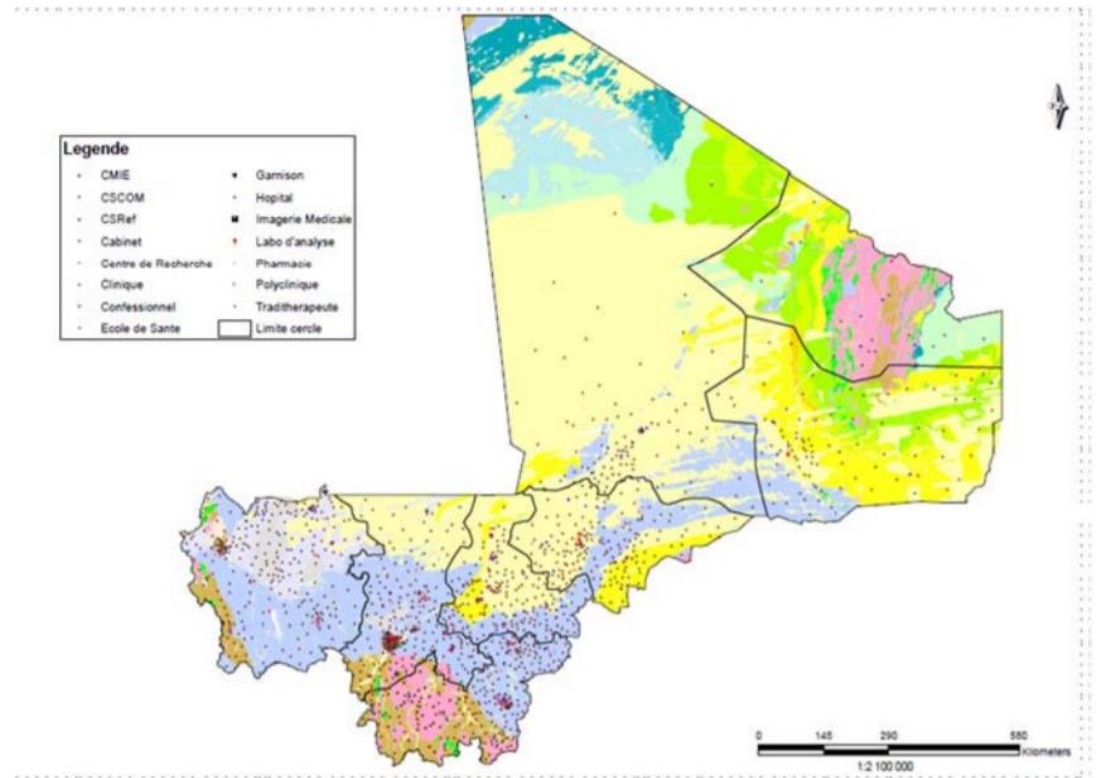 Legende
CMIE
CSCOM
CSRef
Cabinet
Centre de Recherche
Clinique
Confessionnel
Ecole de Sante
Garnison
Hopital
Imagerie Medicale
Labo d'analyse
Pharmacie
Polyclinique
Traditherapeute
Limite cercle
0 145 290 580
Kilometers
1:2 100 000